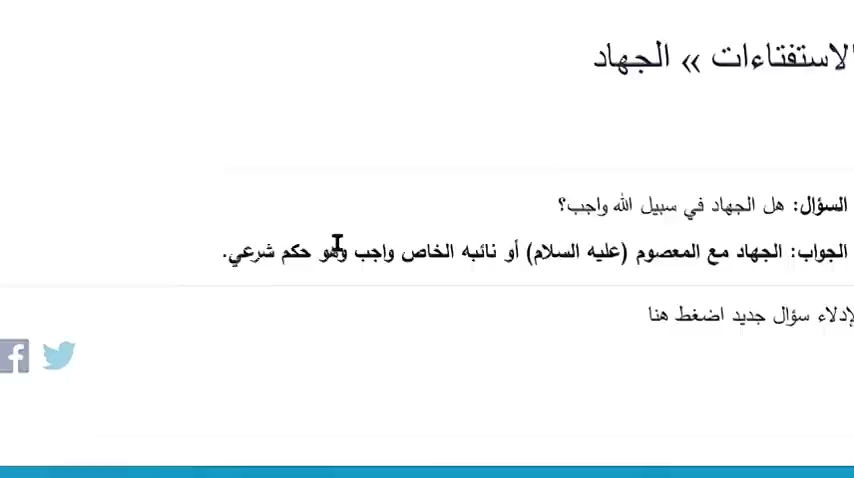 الاستفتاءات » الجهاد
السؤال: هل الجهاد في سبيل الله واجب؟
الجواب: الجهاد مع المعصوم (عليه السلام) أو نائبه الخاص واجب وهو حكم شرعي.
لإدلاء سؤال جديد اضغط هنا